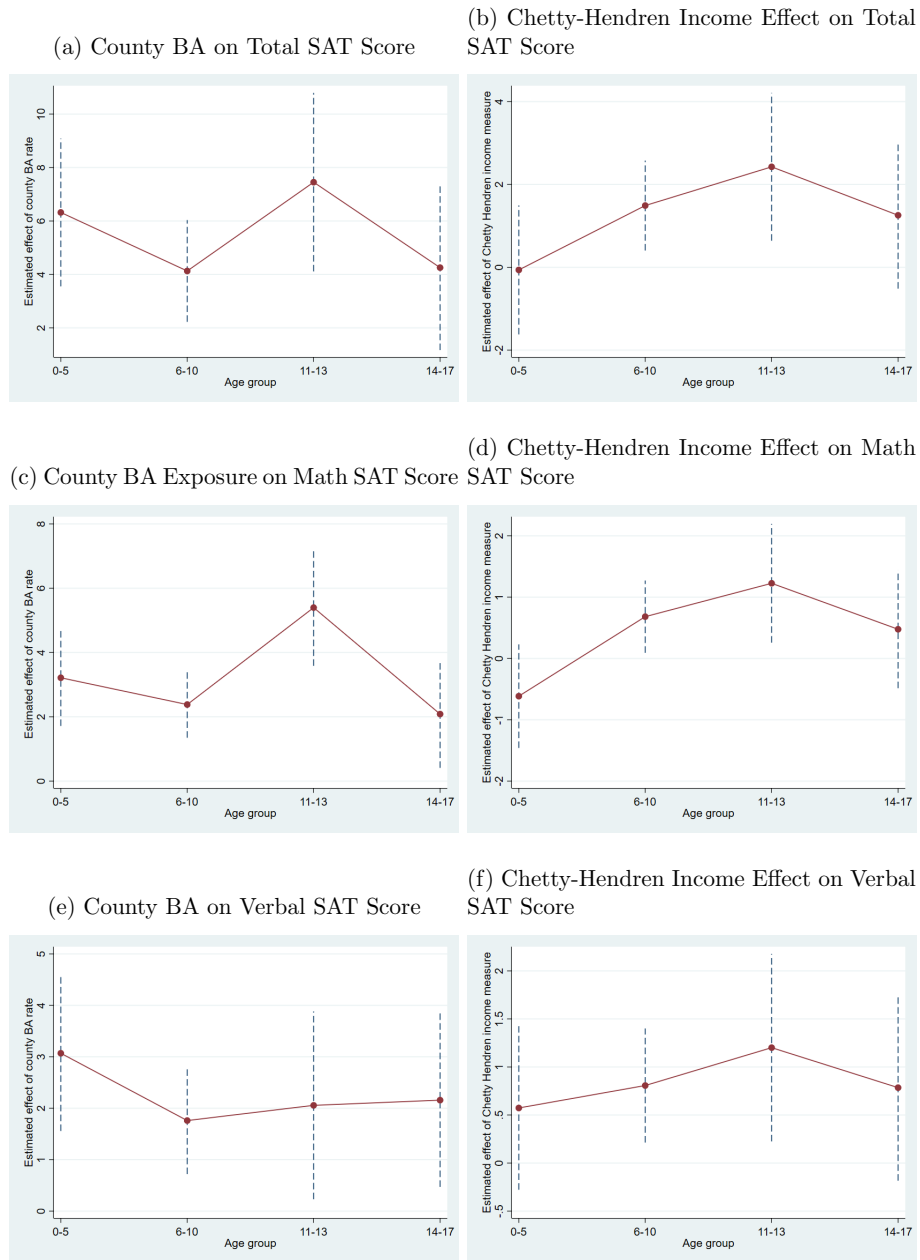 (a) County BA on Total SAT Score
Estimated effect of county BA rate
10
8
6
4
2
0-5
6-10
11-13
14-17
Age group
(b) Chetty-Hendren Income Effect on Total
SAT Score
Estimated effect of Chetty Hendren income measure
4
2
0
-2
0-5
6-10
11-13
14-17
Age group
(c) County BA Exposure on Math SAT Score
Estimated effect of county BA rate
8
6
4
2
0
0-5
6-10
11-13
14-17
Age group
(d) Chetty-Hendren Income Effect on Math
SAT Score
Estimated effect of Chetty Hendren income measure
2
1
0
-1
-2
0-5
6-10
11-13
14-17
Age group
(e) County BA on Verbal SAT Score
Estimated effect of county BA rate
5
4
3
2
1
0
0-5
6-10
11-13
14-17
Age group
(f) Chetty-Hendren Income Effect on Verbal
SAT Score
Estimated effect of Chetty Hendren income measure
2
1.5
1
.5
0
-.5
0-5
6-10
11-13
14-17
Age group